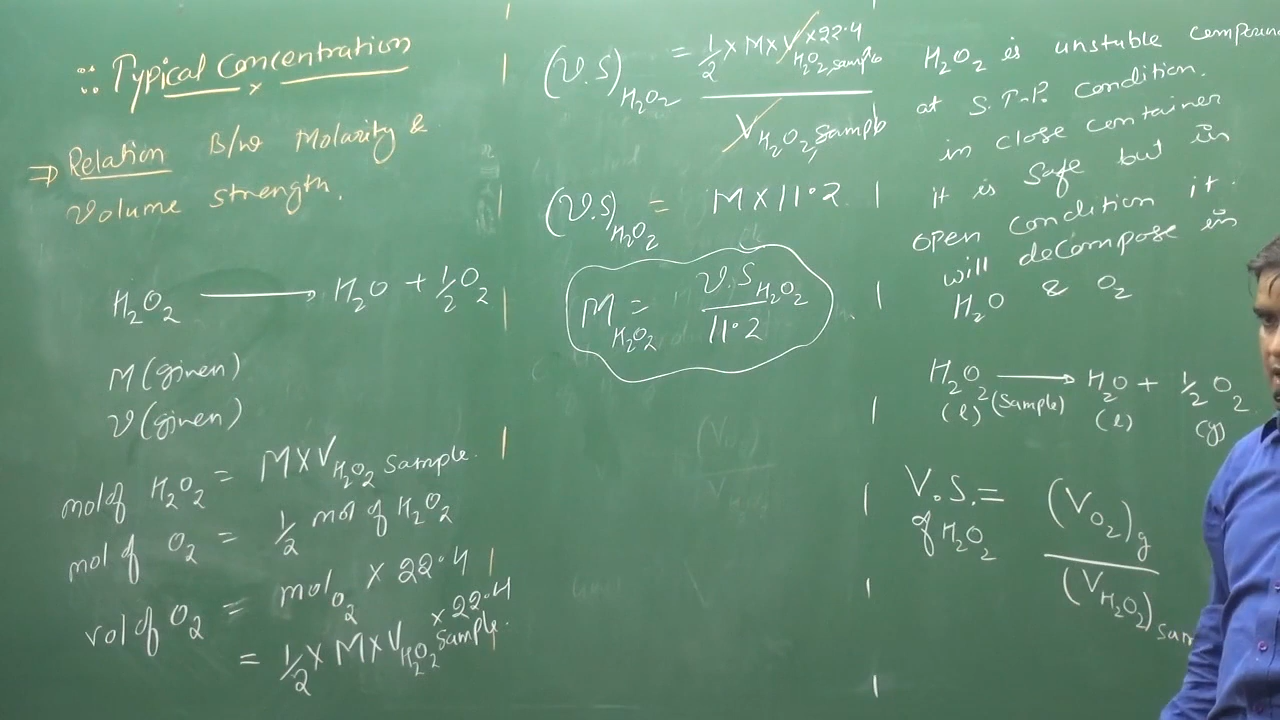 ∴: Typical Concentration
⇒ Relation B/w Molarity &
Volume strength.
H₂O₂ ⟶ H₂O + 1/2 O₂
M (given)
V (given)
mol of H₂O₂ = M×V H₂O₂ Sample.
mol of O₂ = 1/2 mol of H₂O₂
vol of O₂ = mol O₂ × 22.4
= 1/2 × M×V H₂O₂ Sample. × 22.4
(V.S) H₂O₂ = 1/2 × M×V H₂O₂, sample × 22.4 / V H₂O₂, Sample
(V.S) H₂O₂ = M × 11.2
M H₂O₂ = V.S H₂O₂ / 11.2
H₂O₂ is unstable compound
at S.T.P. condition.
in close container
it is safe but in
open condition it
will decompose in
H₂O & O₂
H₂O₂ (l) (Sample) ⟶ H₂O (l) + 1/2 O₂ (g)
V.S. of H₂O₂ = (V O₂)g / (V H₂O₂) sam